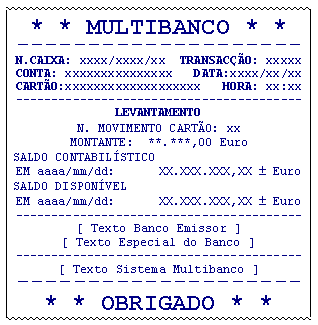 * * MULTIBANCO * *
N.CAIXA: xxxx/xxxx/xx TRANSACÇÃO: xxxxx
CONTA: xxxxxxxxxxxxxxx DATA:xxxx/xx/xx
CARTÃO:xxxxxxxxxxxxxxxxxxx HORA: xx:xx
LEVANTAMENTO
N. MOVIMENTO CARTÃO: xx
MONTANTE: **.***,00 Euro
SALDO CONTABILÍSTICO
EM aaaa/mm/dd: XX.XXX.XXX,XX ± Euro
SALDO DISPONÍVEL
EM aaaa/mm/dd: XX.XXX.XXX,XX ± Euro
[ Texto Banco Emissor ]
[ Texto Especial do Banco ]
[ Texto Sistema Multibanco ]
* * OBRIGADO * *